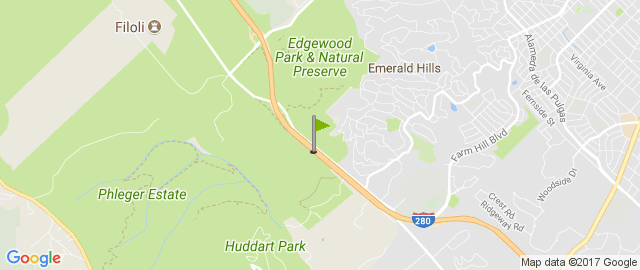 Filoli
Edgewood
Park & Natural
Preserve
Emerald Hills
Alameda de las Pulgas
Virginia Ave
Fernside St
Farm Hill Blvd
Woodside Dr
Crest Rd
Ridgeway Rd
280
Phleger Estate
Huddart Park
Google
Map data ©2017 Google